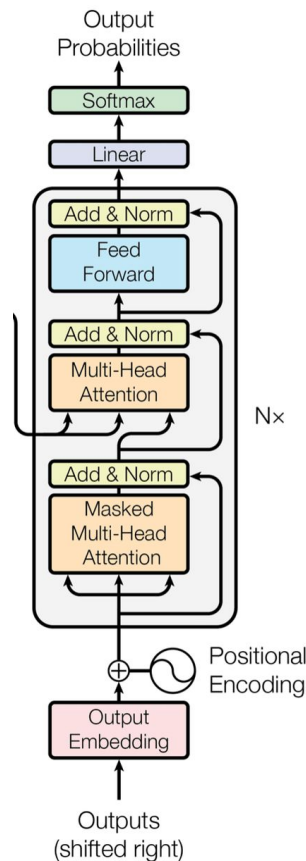 Output
Probabilities
Softmax
Linear
Add & Norm
Feed
Forward
Add & Norm
Multi-Head
Attention
N×
Add & Norm
Masked
Multi-Head
Attention
Positional
Encoding
Output
Embedding
Outputs
(shifted right)